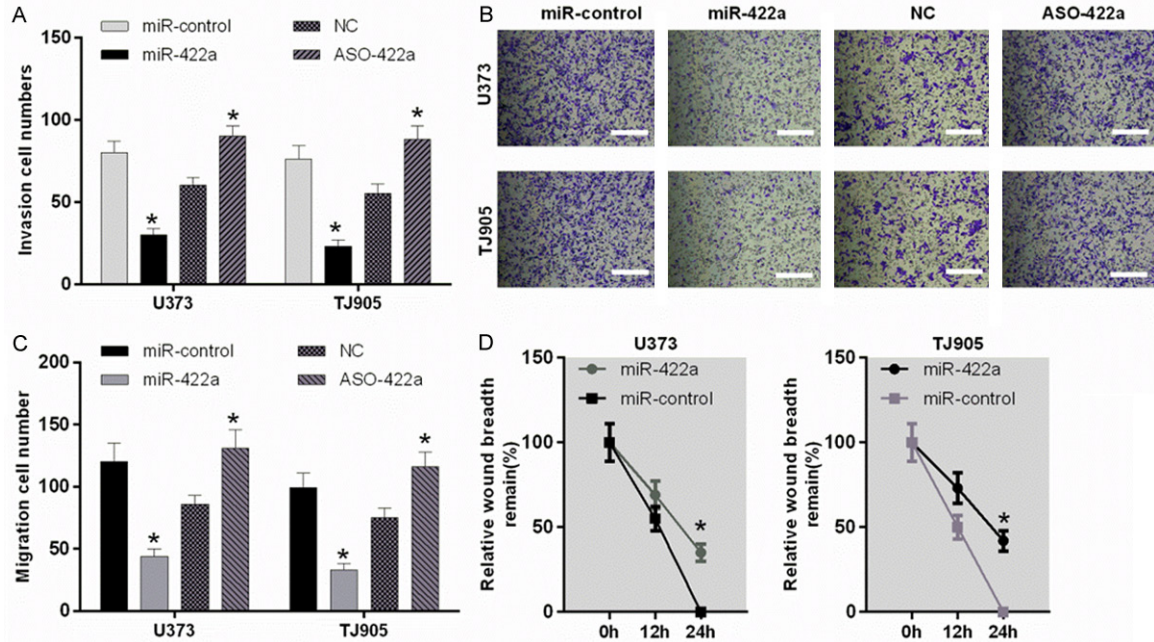 A
miR-control
NC
miR-422a
ASO-422a
Invasion cell numbers
150
100
50
0
*
*
*
*
U373
TJ905
B
miR-control
miR-422a
NC
ASO-422a
U373
TJ905
C
miR-control
NC
miR-422a
ASO-422a
Migration cell number
200
150
100
50
0
*
*
*
*
U373
TJ905
D
U373
miR-422a
miR-control
Relative wound breadth
remain(%)
150
100
50
0
*
0h 12h 24h
TJ905
miR-422a
miR-control
Relative wound breadth
remain(%)
150
100
50
0
*
0h 12h 24h